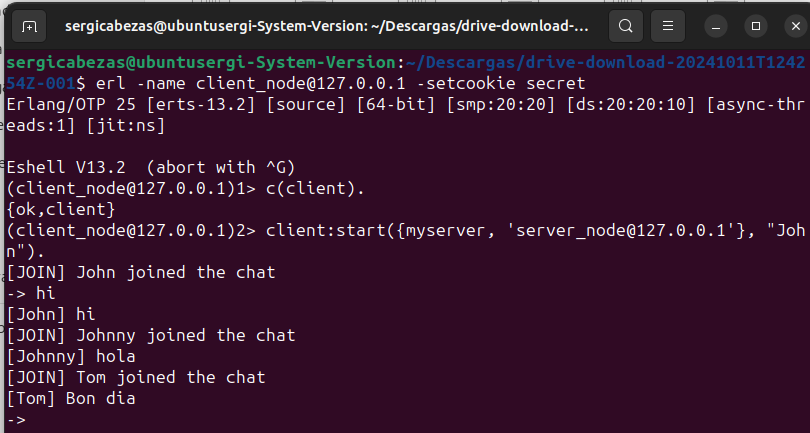 sergicabezas@ubuntusergi-System-Version: ~/Descargas/drive-download-...
sergicabezas@ubuntusergi-System-Version:~/Descargas/drive-download-20241011T1242
54Z-001$ erl -name client_node@127.0.0.1 -setcookie secret
Erlang/OTP 25 [erts-13.2] [source] [64-bit] [smp:20:20] [ds:20:20:10] [async-thr
eads:1] [jit:ns]
Eshell V13.2  (abort with ^G)
(client_node@127.0.0.1)1> c(client).
{ok,client}
(client_node@127.0.0.1)2> client:start({myserver, 'server_node@127.0.0.1'}, "Joh
n").
[JOIN] John joined the chat
-> hi
[John] hi
[JOIN] Johnny joined the chat
[Johnny] hola
[JOIN] Tom joined the chat
[Tom] Bon dia
->